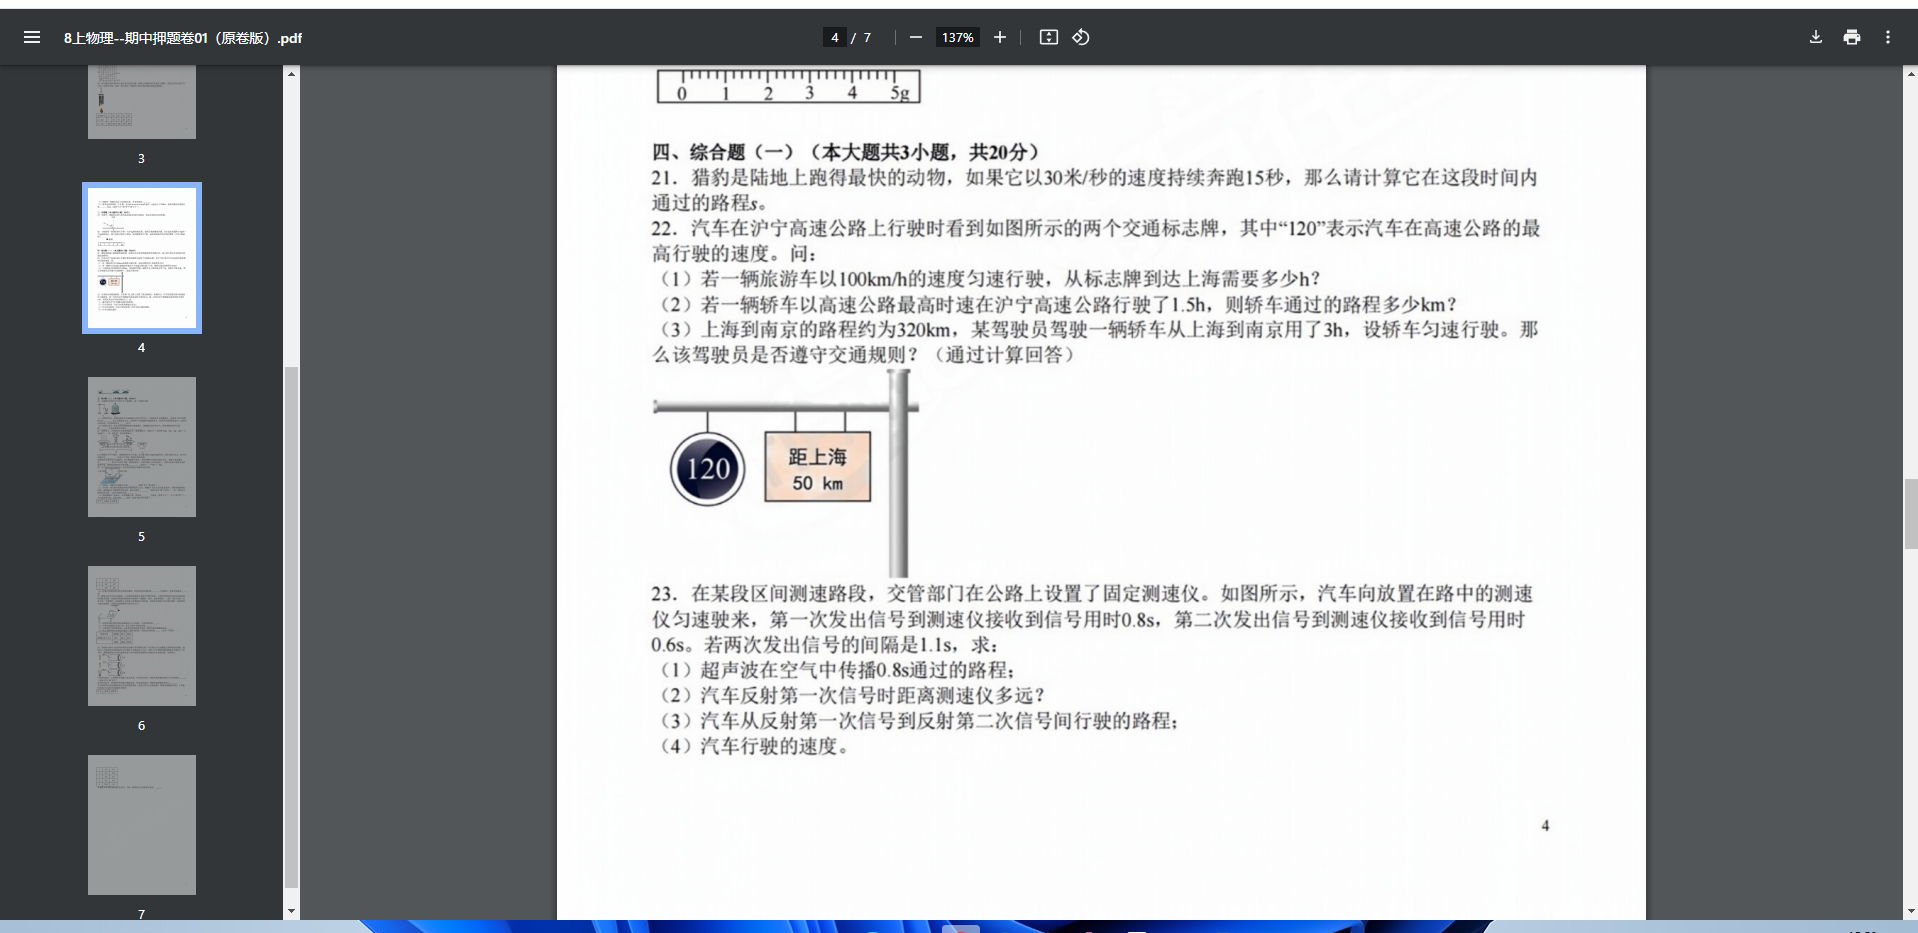 8上物理--期中押题卷01（原卷版）.pdf
4 / 7
137%
3
4
5
6
7
0 1 2 3 4 5g
四、综合题（一）（本大题共3小题，共20分）
21．猎豹是陆地上跑得最快的动物，如果它以30米/秒的速度持续奔跑15秒，那么请计算它在这段时间内
通过的路程s。
22．汽车在沪宁高速公路上行驶时看到如图所示的两个交通标志牌，其中“120”表示汽车在高速公路的最
高行驶的速度。问：
（1）若一辆旅游车以100km/h的速度匀速行驶，从标志牌到达上海需要多少h？
（2）若一辆轿车以高速公路最高时速在沪宁高速公路行驶了1.5h，则轿车通过的路程多少km？
（3）上海到南京的路程约为320km，某驾驶员驾驶一辆轿车从上海到南京用了3h，设轿车匀速行驶。那
么该驾驶员是否遵守交通规则？（通过计算回答）
120
距上海
50 km
23．在某段区间测速路段，交管部门在公路上设置了固定测速仪。如图所示，汽车向放置在路中的测速
仪匀速驶来，第一次发出信号到测速仪接收到信号用时0.8s，第二次发出信号到测速仪接收到信号用时
0.6s。若两次发出信号的间隔是1.1s，求：
（1）超声波在空气中传播0.8s通过的路程；
（2）汽车反射第一次信号时距离测速仪多远？
（3）汽车从反射第一次信号到反射第二次信号间行驶的路程；
（4）汽车行驶的速度。
4